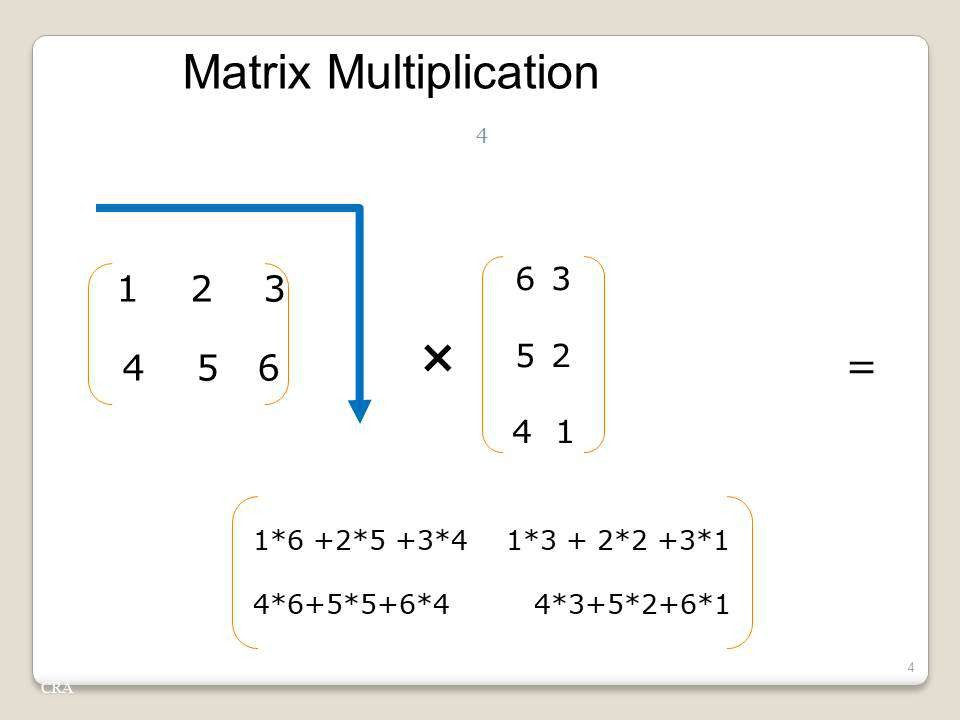 Matrix Multiplication
4
1 2 3
4 5 6
×
6 3
5 2
4 1
=
1*6 +2*5 +3*4 1*3 + 2*2 +3*1
4*6+5*5+6*4 4*3+5*2+6*1
4
CRA